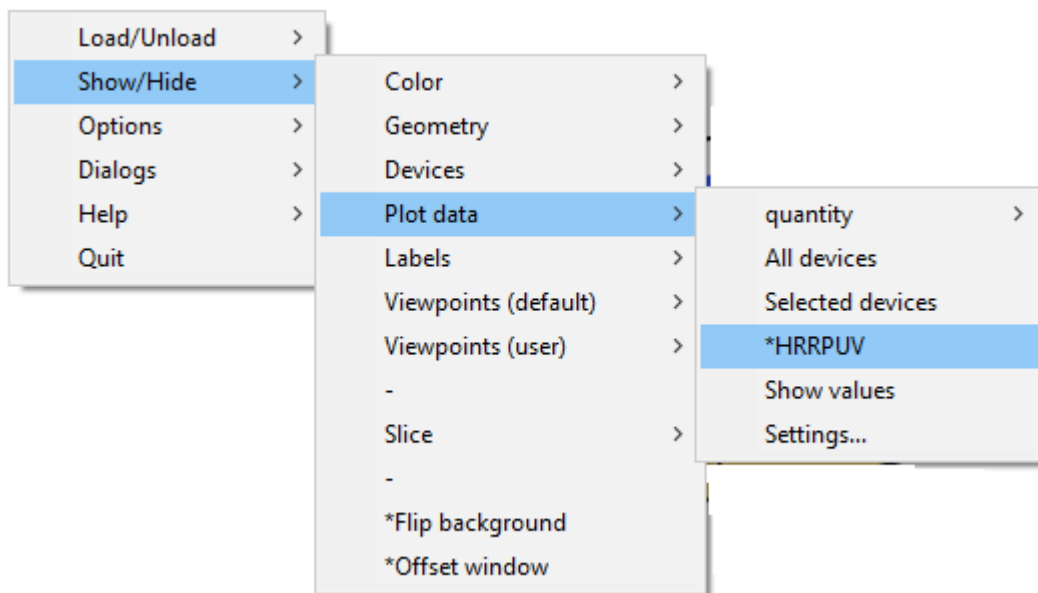 Load/Unload
Show/Hide
Options
Dialogs
Help
Quit
Color
Geometry
Devices
Plot data
Labels
Viewpoints (default)
Viewpoints (user)
-
Slice
-
*Flip background
*Offset window
quantity
All devices
Selected devices
*HRRPUV
Show values
Settings...